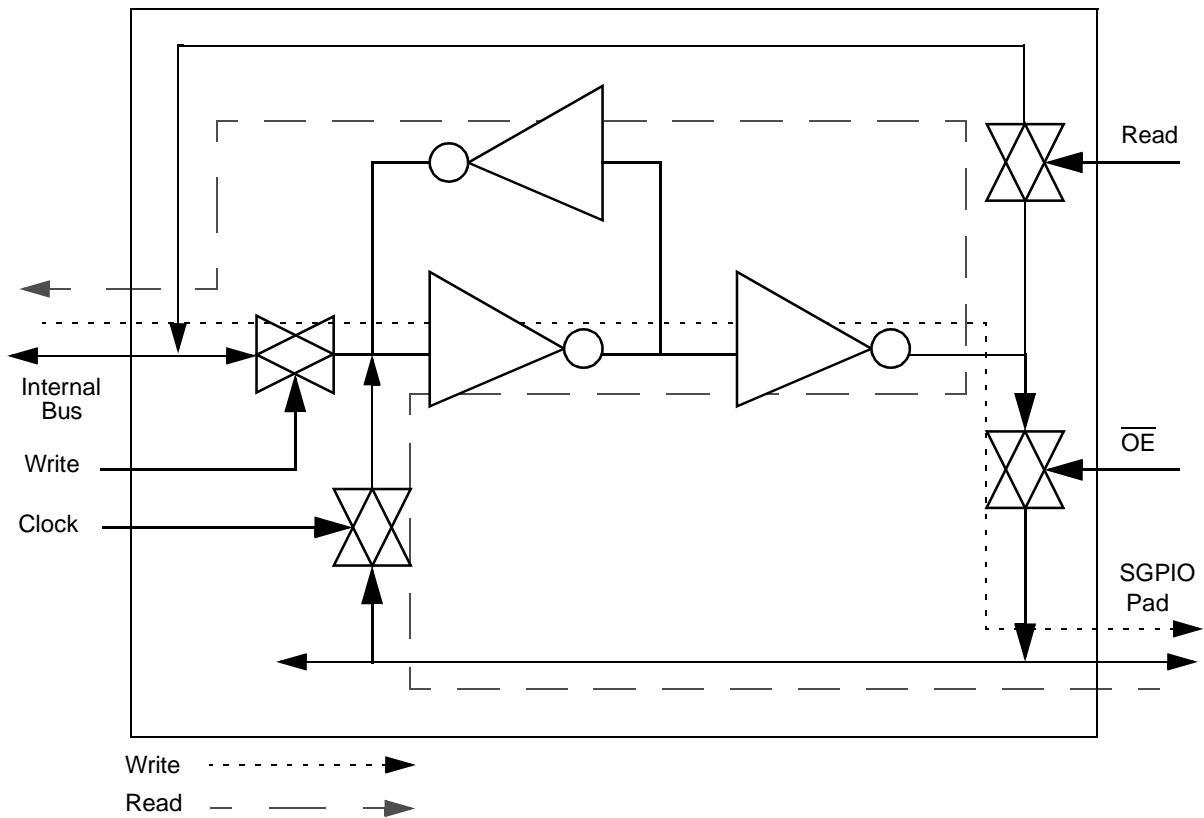 Read
Internal
Bus
Write
OE
Clock
SGPIO
Pad
Write
Read